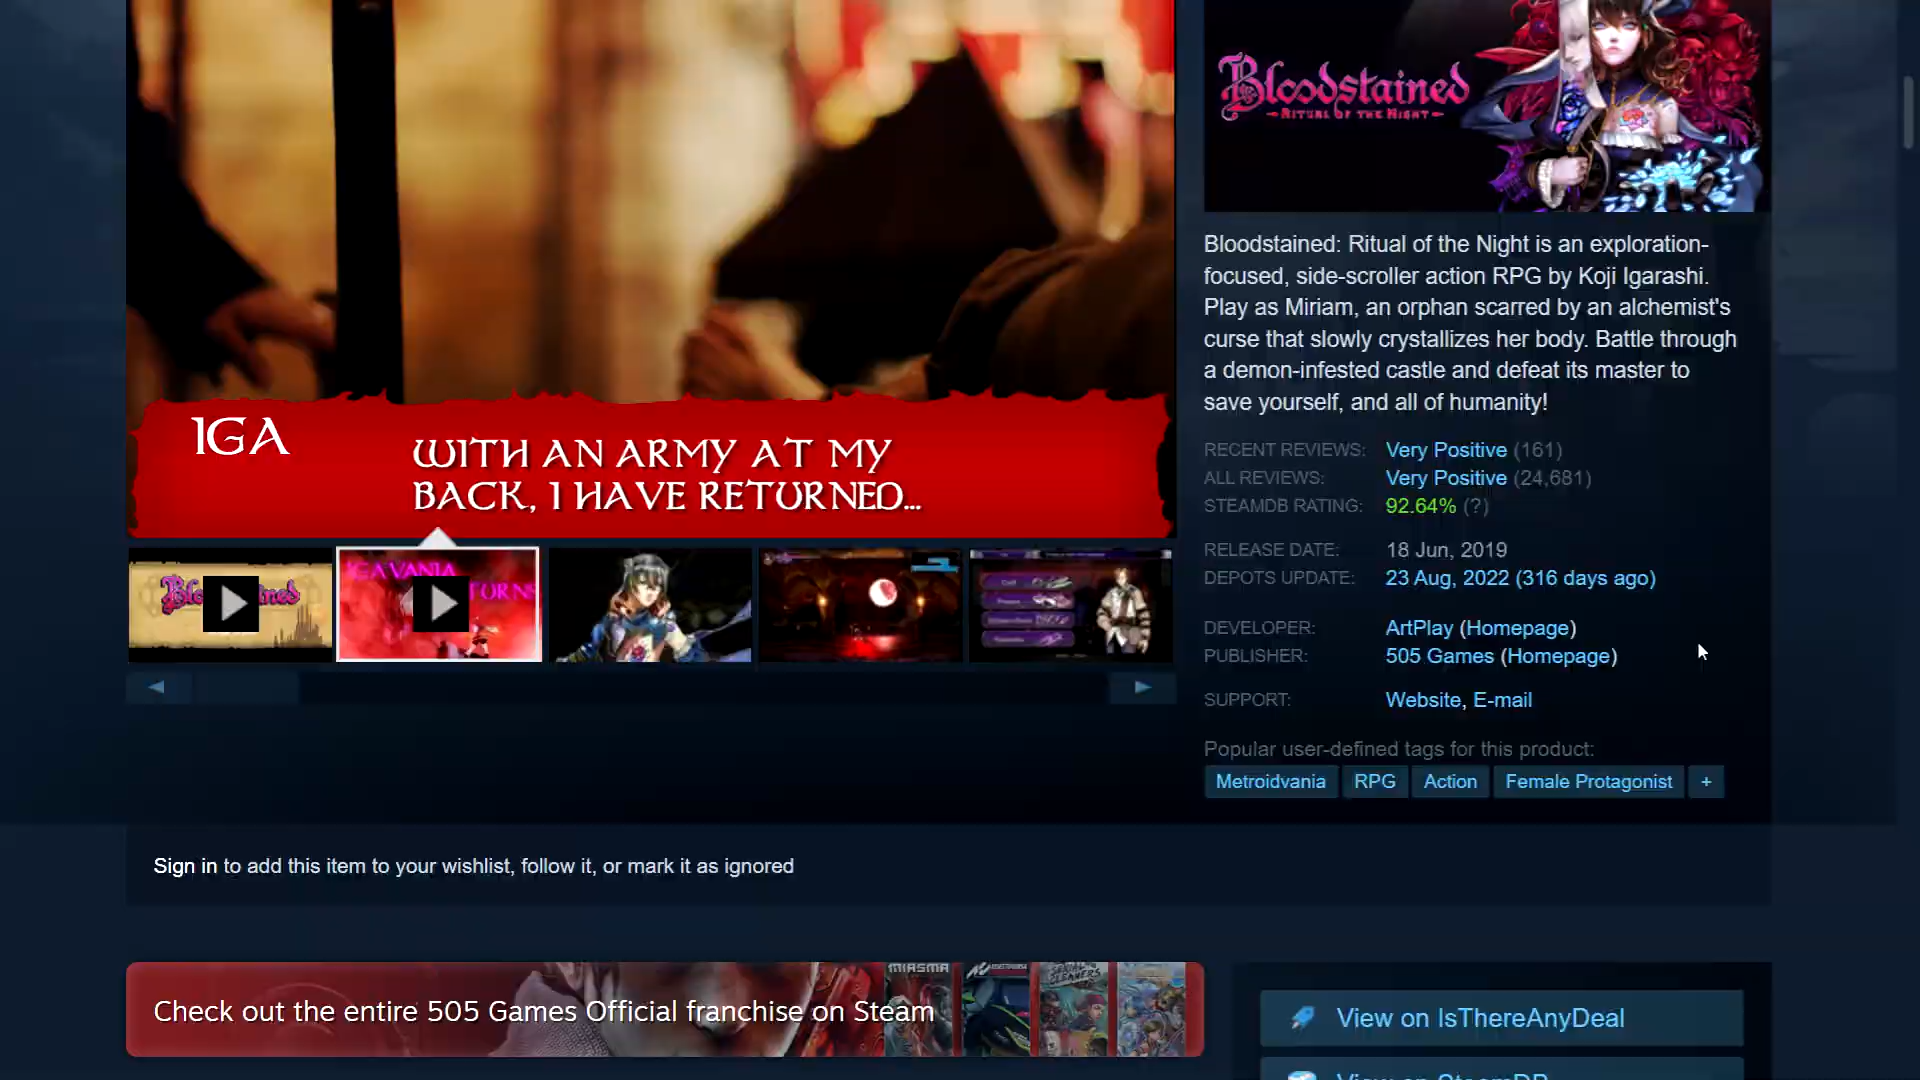 Bloodstained
RITUAL OF THE NIGHT
Bloodstained: Ritual of the Night is an exploration-
focused, side-scroller action RPG by Koji Igarashi.
Play as Miriam, an orphan scarred by an alchemist's
curse that slowly crystallizes her body. Battle through
a demon-infested castle and defeat its master to
save yourself, and all of humanity!
IGA
WITH AN ARMY AT MY
BACK, I HAVE RETURNED...
RECENT REVIEWS: Very Positive (161)
ALL REVIEWS: Very Positive (24,681)
STEAMDB RATING: 92.64% (?)
RELEASE DATE: 18 Jun, 2019
DEPOTS UPDATE: 23 Aug, 2022 (316 days ago)
DEVELOPER: ArtPlay (Homepage)
PUBLISHER: 505 Games (Homepage)
SUPPORT: Website, E-mail
Popular user-defined tags for this product:
Metroidvania RPG Action Female Protagonist +
Sign in to add this item to your wishlist, follow it, or mark it as ignored
Check out the entire 505 Games Official franchise on Steam
MIASMA
View on IsThereAnyDeal
View on SteamDB